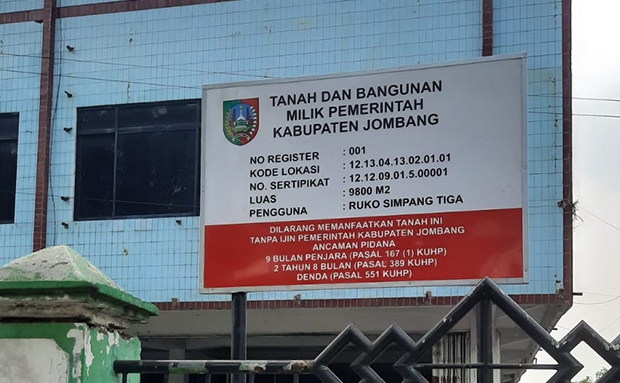 TANAH DAN BANGUNAN
MILIK PEMERINTAH
KABUPATEN JOMBANG
NO REGISTER : 001
KODE LOKASI : 12.13.04.13.02.01.01
NO. SERTIPIKAT : 12.12.09.01.5.00001
LUAS : 9800 M2
PENGGUNA : RUKO SIMPANG TIGA
DILARANG MEMANFAATKAN TANAH INI
TANPA IJIN PEMERINTAH KABUPATEN JOMBANG
ANCAMAN PIDANA
9 BULAN PENJARA (PASAL 167 (1) KUHP)
2 TAHUN 8 BULAN (PASAL 389 KUHP)
DENDA (PASAL 551 KUHP)